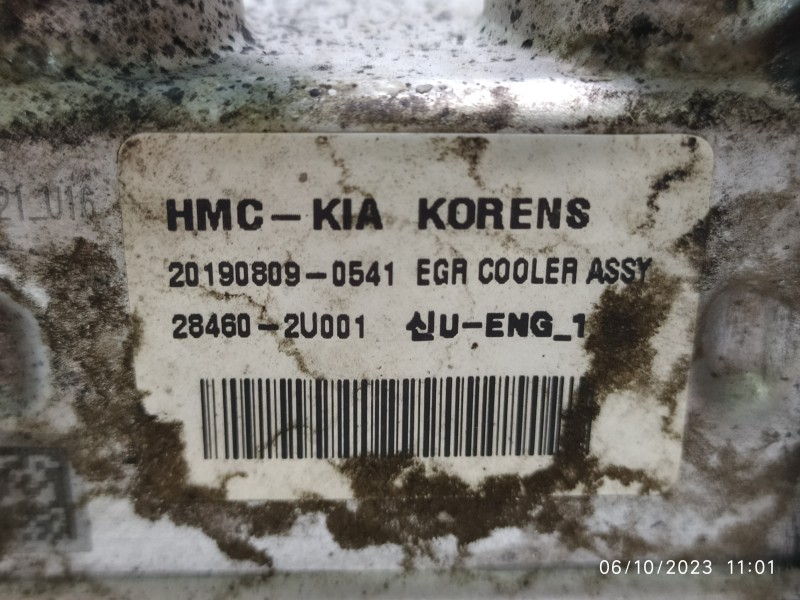 21_U16
HMC-KIA KORENS
20190809-0541 EGR COOLER ASSY
28460-2U001 신U-ENG_1
06/10/2023 11:01